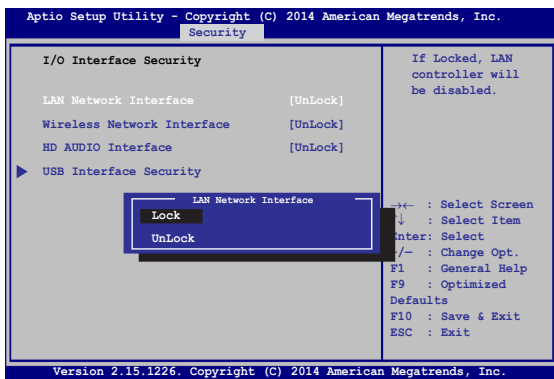 Aptio Setup Utility - Copyright (C) 2014 American Megatrends, Inc.
Security
I/O Interface Security
LAN Network Interface [UnLock]
Wireless Network Interface [UnLock]
HD AUDIO Interface [UnLock]
USB Interface Security
LAN Network Interface
Lock
UnLock
If Locked, LAN
controller will
be disabled.
→← : Select Screen
↓ : Select Item
nter: Select
/− : Change Opt.
F1 : General Help
F9 : Optimized
Defaults
F10 : Save & Exit
ESC : Exit
Version 2.15.1226. Copyright (C) 2014 American Megatrends, Inc.